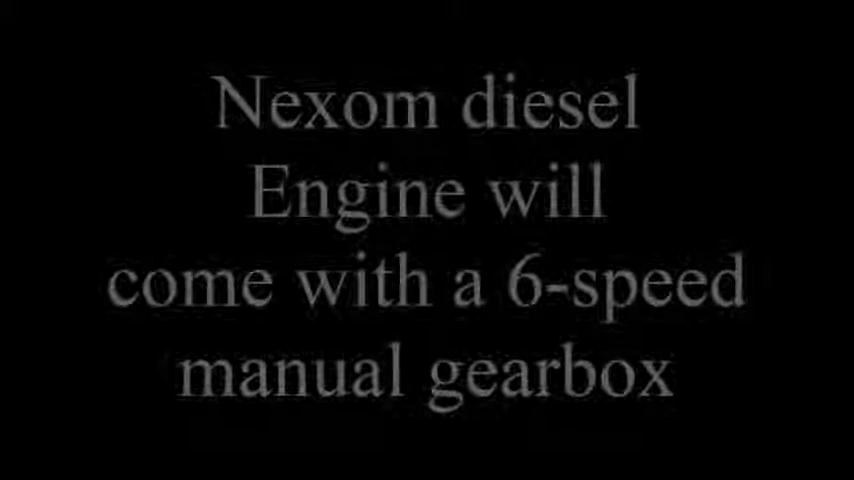 Nexom diesel
Engine will
come with a 6-speed
manual gearbox